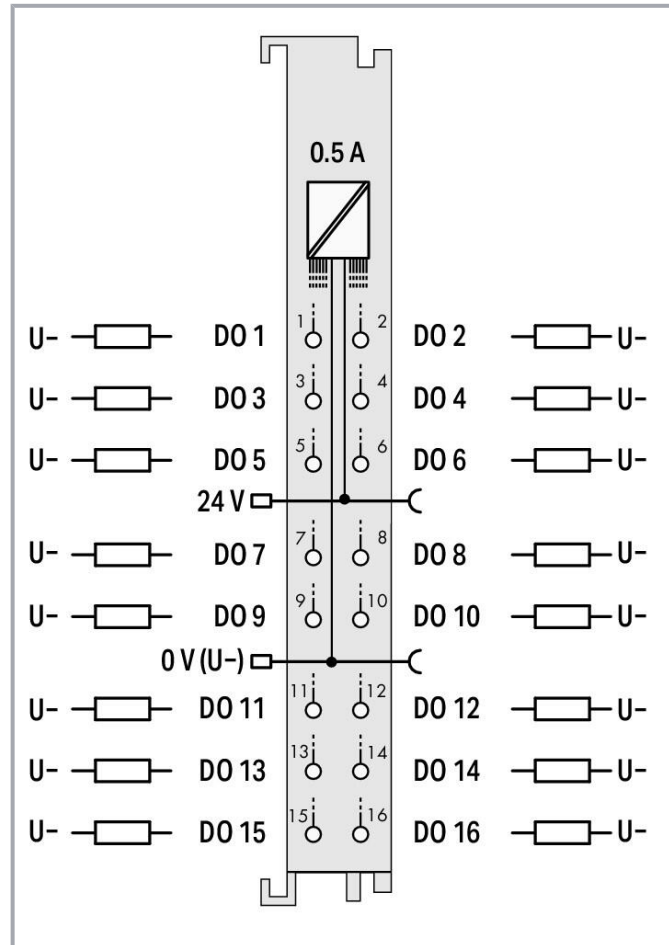 0.5 A
U- DO 1 1 2 DO 2 U-
U- DO 3 3 4 DO 4 U-
U- DO 5 5 6 DO 6 U-
24 V
U- DO 7 7 8 DO 8 U-
U- DO 9 9 10 DO 10 U-
0 V (U-)
U- DO 11 11 12 DO 12 U-
U- DO 13 13 14 DO 14 U-
U- DO 15 15 16 DO 16 U-